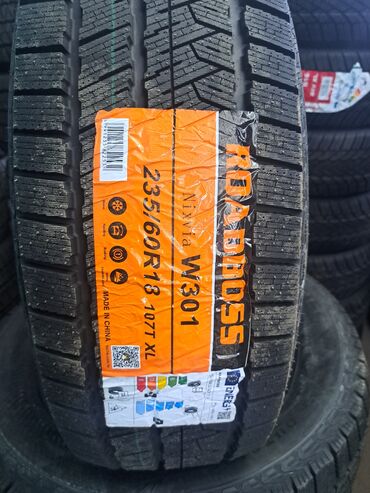 ROADBOSS
Nixvia W301
235/60R18 107T XL
MADE IN CHINA